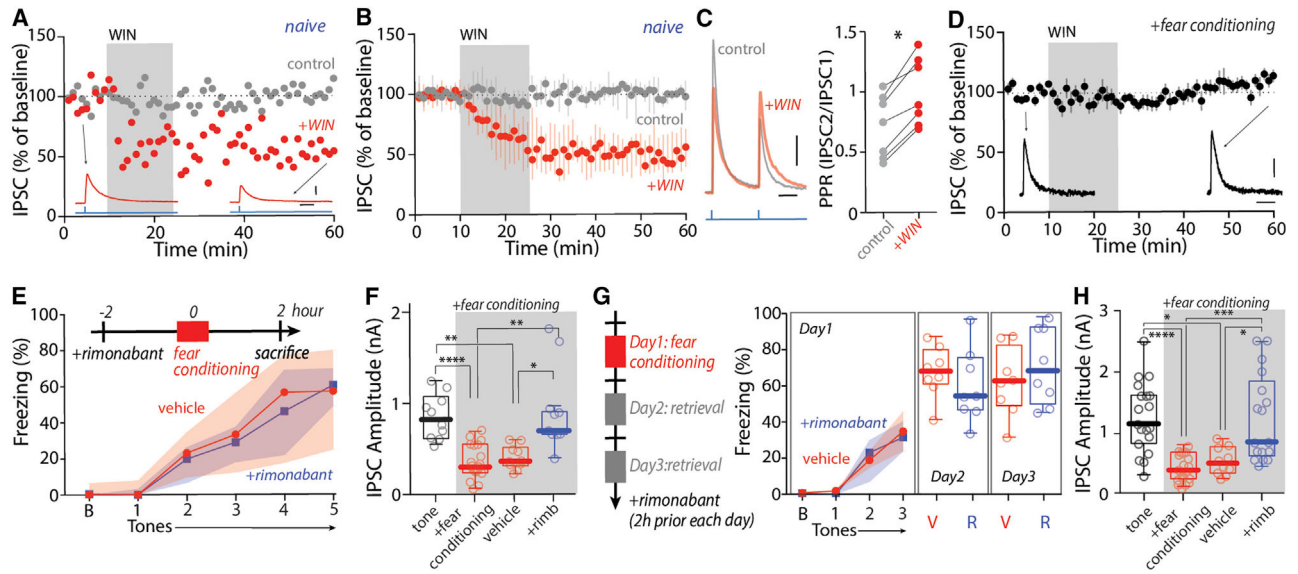 A
WIN
naive
IPSC (% of baseline)
150
100
50
0
control
+WIN
0
20
40
60
Time (min)
B
WIN
naive
IPSC (% of baseline)
150
100
50
0
control
+WIN
0
10
20
30
40
50
60
Time (min)
C
control
+WIN
PPR (IPSC2/IPSC1)
1.5
1
0.5
0
*
control
+WIN
D
WIN
+fear conditioning
IPSC (% of baseline)
150
100
50
0
0
10
20
30
40
50
60
Time (min)
E
-2
0
2
hour
+rimonabant
fear
conditioning
sacrifice
Freezing (%)
100
80
60
40
20
0
vehicle
+rimonabant
B
1
2
3
4
5
Tones
F
+fear conditioning
IPSC Amplitude (nA)
2
1
0
**
**
****
*
tone
+fear
conditioning
vehicle
+rimb
G
Day1: fear
conditioning
Day2: retrieval
Day3:retrieval
+rimonabant
(2h prior each day)
Freezing (%)
100
80
60
40
20
0
Day1
+rimonabant
vehicle
B
1
2
3
Tones
Day2
V
R
Day3
V
R
H
+fear conditioning
IPSC Amplitude (nA)
3
2
1
0
*
***
****
*
tone
+fear
conditioning
vehicle
+rimb